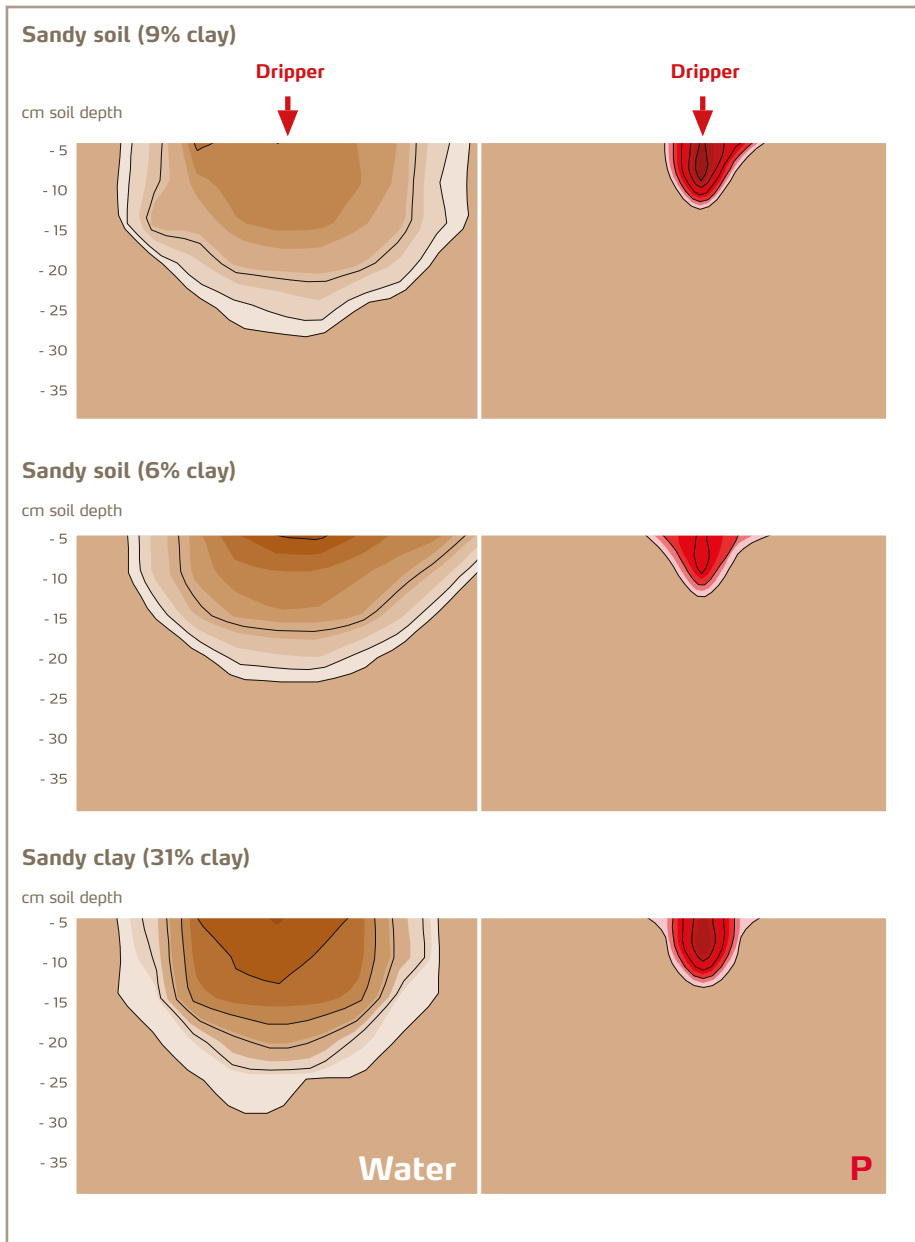 Sandy soil (9% clay)
Dripper Dripper
cm soil depth
- 5
- 10
- 15
- 20
- 25
- 30
- 35
Sandy soil (6% clay)
cm soil depth
- 5
- 10
- 15
- 20
- 25
- 30
- 35
Sandy clay (31% clay)
cm soil depth
- 5
- 10
- 15
- 20
- 25
- 30
- 35
Water P